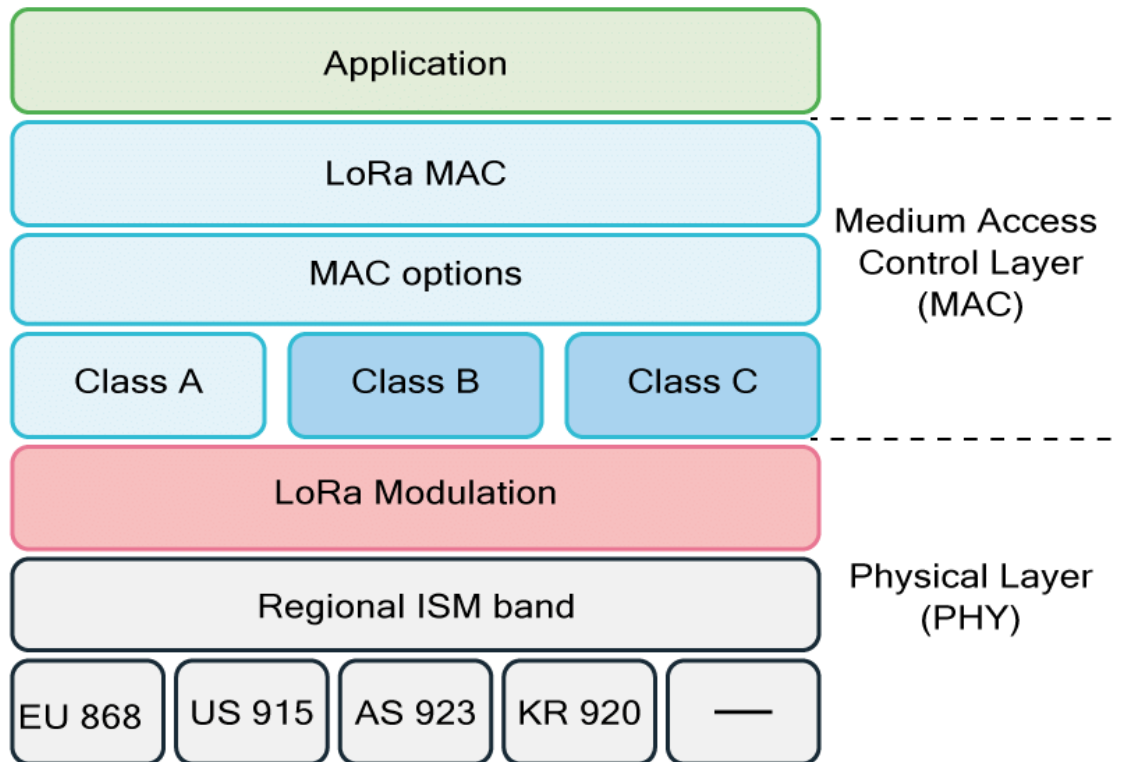 Application
LoRa MAC
MAC options
Medium Access
Control Layer
(MAC)
Class A
Class B
Class C
LoRa Modulation
Regional ISM band
Physical Layer
(PHY)
EU 868
US 915
AS 923
KR 920
—